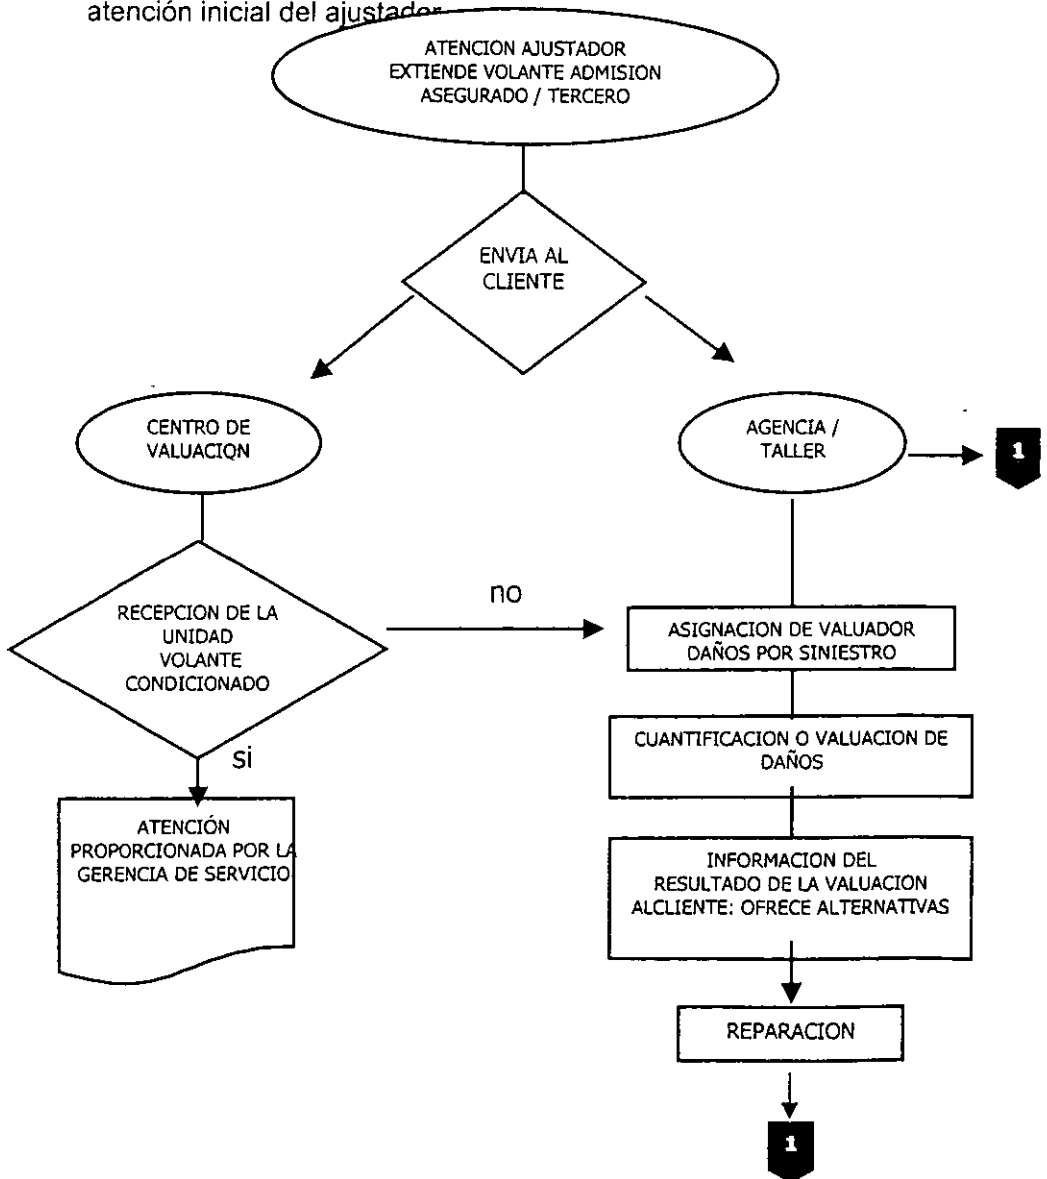 atención inicial del ajustador
ATENCION AJUSTADOR
EXTIENDE VOLANTE ADMISION
ASEGURADO / TERCERO
ENVIA AL
CLIENTE
CENTRO DE
VALUACION
AGENCIA /
TALLER
1
RECEPCION DE LA
UNIDAD
VOLANTE
CONDICIONADO
no
si
ASIGNACION DE VALUADOR
DAÑOS POR SINIESTRO
CUANTIFICACION O VALUACION DE
DAÑOS
ATENCIÓN
PROPORCIONADA POR LA
GERENCIA DE SERVICIO
INFORMACION DEL
RESULTADO DE LA VALUACION
ALCLIENTE: OFRECE ALTERNATIVAS
REPARACION
1